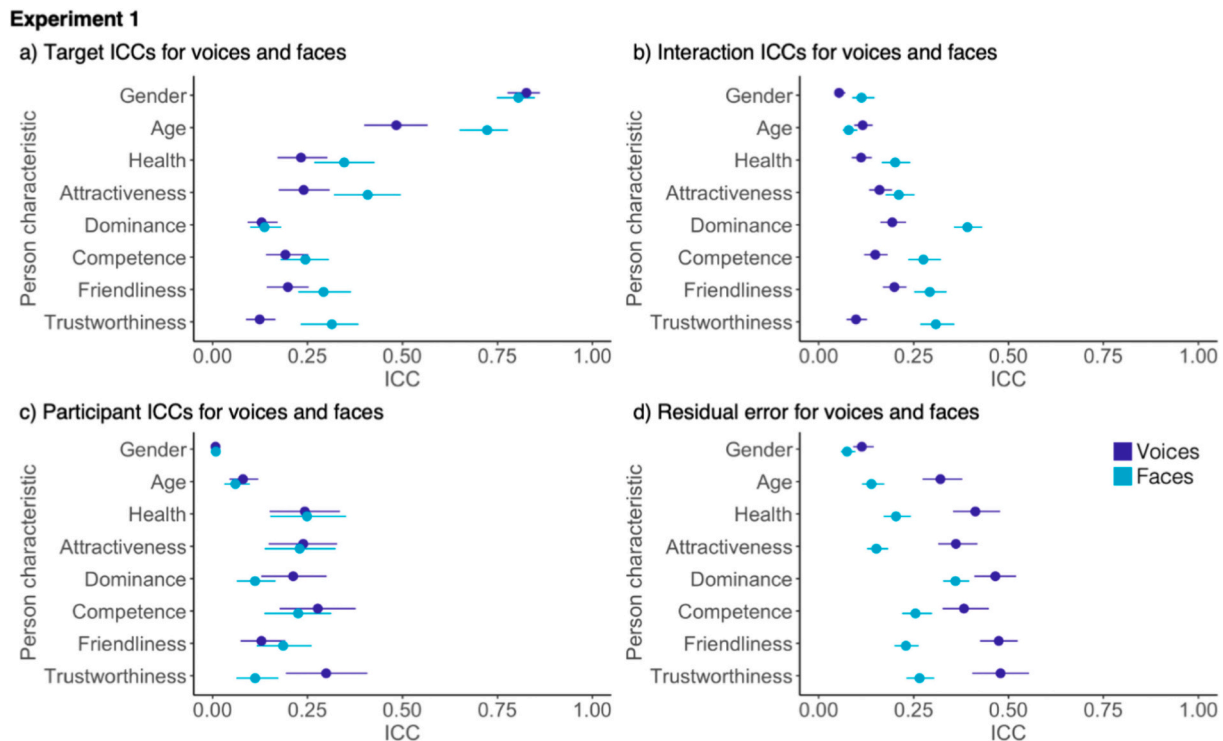 Experiment 1
a) Target ICCs for voices and faces
Person characteristic
Gender
Age
Health
Attractiveness
Dominance
Competence
Friendliness
Trustworthiness
0.00 0.25 0.50 0.75 1.00
ICC
b) Interaction ICCs for voices and faces
Person characteristic
Gender
Age
Health
Attractiveness
Dominance
Competence
Friendliness
Trustworthiness
0.00 0.25 0.50 0.75 1.00
ICC
c) Participant ICCs for voices and faces
Person characteristic
Gender
Age
Health
Attractiveness
Dominance
Competence
Friendliness
Trustworthiness
0.00 0.25 0.50 0.75 1.00
ICC
d) Residual error for voices and faces
Person characteristic
Gender
Age
Health
Attractiveness
Dominance
Competence
Friendliness
Trustworthiness
0.00 0.25 0.50 0.75 1.00
ICC
Voices
Faces